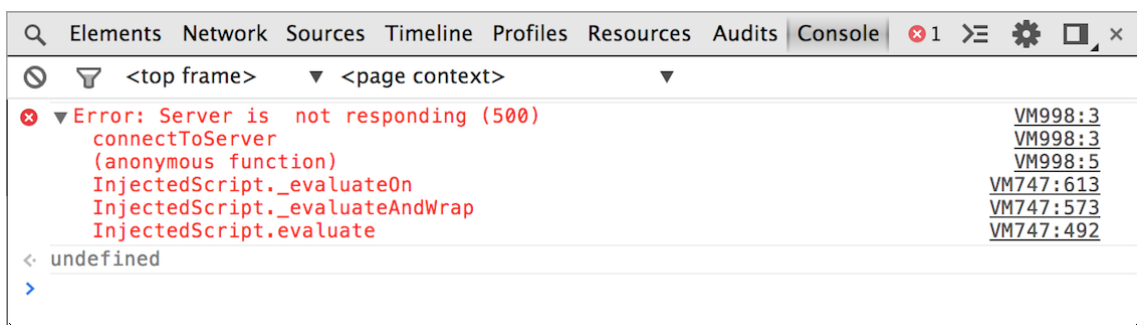 Elements Network Sources Timeline Profiles Resources Audits Console 1
<top frame> ▼ <page context> ▼
▼Error: Server is  not responding (500) VM998:3
connectToServer VM998:3
(anonymous function) VM998:5
InjectedScript._evaluateOn VM747:613
InjectedScript._evaluateAndWrap VM747:573
InjectedScript.evaluate VM747:492
undefined